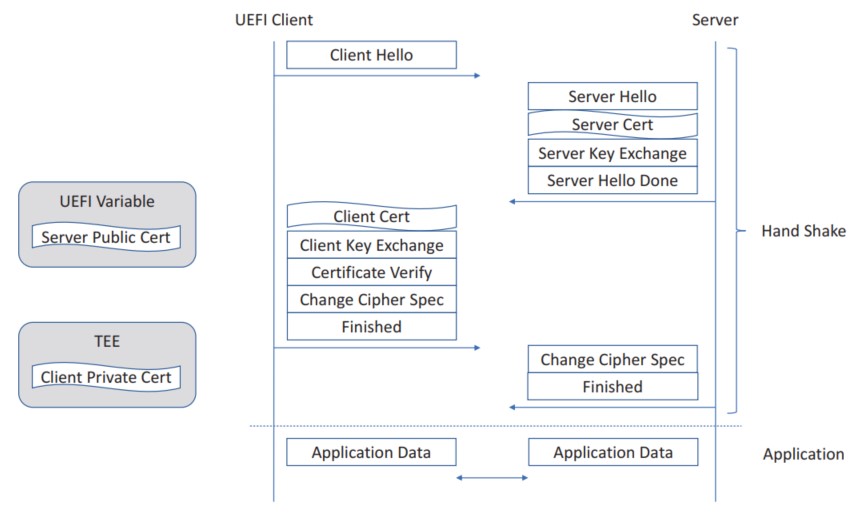 UEFI Client
Server
Client Hello
Server Hello
Server Cert
Server Key Exchange
Server Hello Done
UEFI Variable
Server Public Cert
Client Cert
Client Key Exchange
Certificate Verify
Change Cipher Spec
Finished
Hand Shake
TEE
Client Private Cert
Change Cipher Spec
Finished
Application Data
Application Data
Application